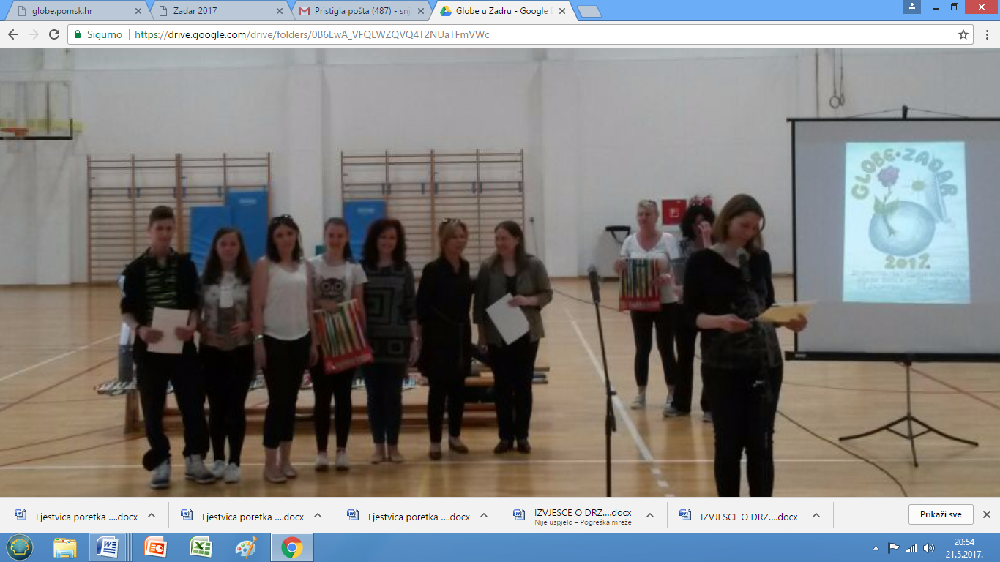 globe.pomsk.hr
Zadar 2017
Pristigla pošta (487) - snj
Globe u Zadru - Google
Sigurno
https://drive.google.com/drive/folders/0B6EwA_VFQLWZQVQ4T2NUaTFmVWc
GLOBE·ZADAR
2017.
Ljestvica poretka ....docx
Ljestvica poretka ....docx
Ljestvica poretka ....docx
IZVJESCE O DRZ....docx
Nije uspjelo – Pogreška mreže
IZVJESCE O DRZ....docx
Prikaži sve
20:54
21.5.2017.